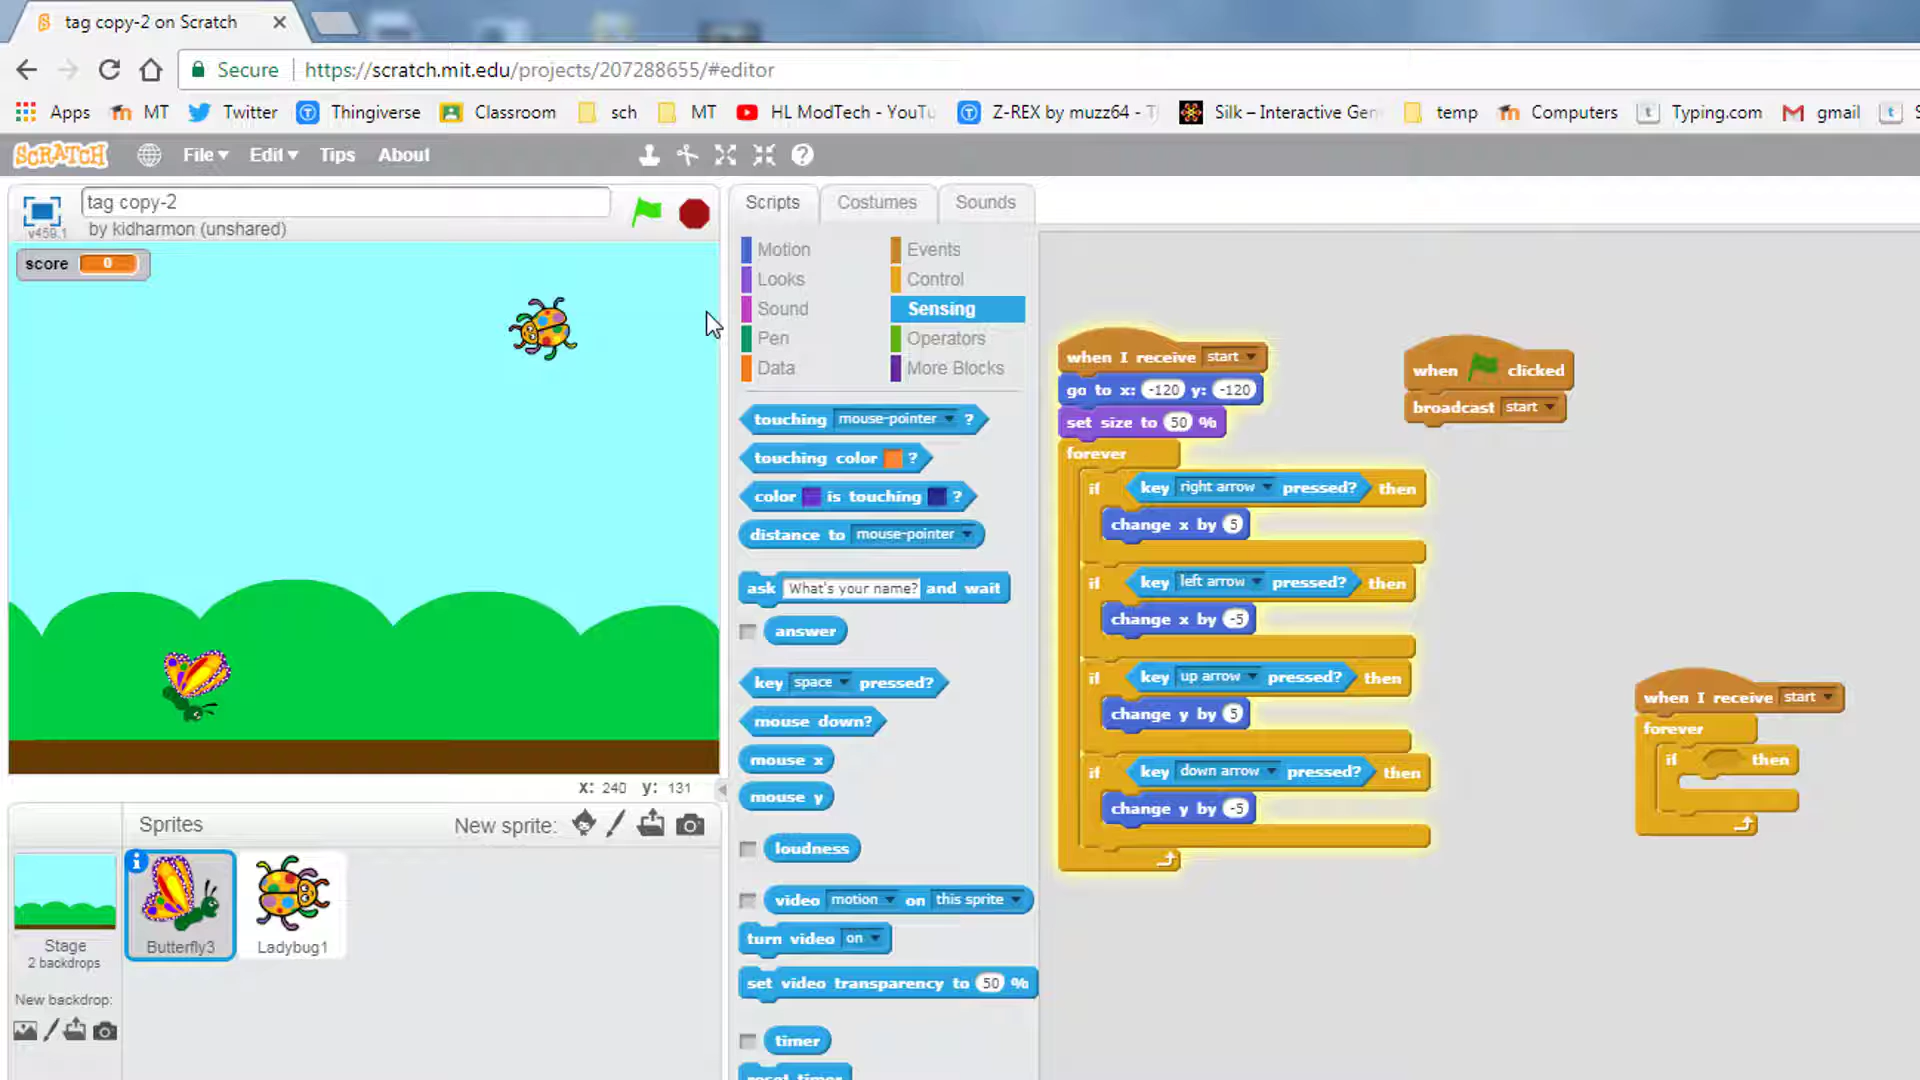 tag copy-2 on Scratch
Secure https://scratch.mit.edu/projects/207288655/#editor
Apps MT Twitter Thingiverse Classroom sch MT HL ModTech - YouTu Z-REX by muzz64 - T Silk – Interactive Gen temp Computers Typing.com gmail
SCRATCH File Edit Tips About
tag copy-2
v459.1 by kidharmon (unshared)
score 0
x: 240 y: 131
Sprites New sprite:
Stage
2 backdrops
New backdrop:
Butterfly3
Ladybug1
Scripts Costumes Sounds
Motion Events
Looks Control
Sound Sensing
Pen Operators
Data More Blocks
touching mouse-pointer ?
touching color ?
color is touching ?
distance to mouse-pointer
ask What's your name? and wait
answer
key space pressed?
mouse down?
mouse x
mouse y
loudness
video motion on this sprite
turn video on
set video transparency to 50 %
timer
reset timer
when I receive start
go to x: -120 y: -120
set size to 50 %
forever
if key right arrow pressed? then
change x by 5
if key left arrow pressed? then
change x by -5
if key up arrow pressed? then
change y by 5
if key down arrow pressed? then
change y by -5
when clicked
broadcast start
when I receive start
forever
if then